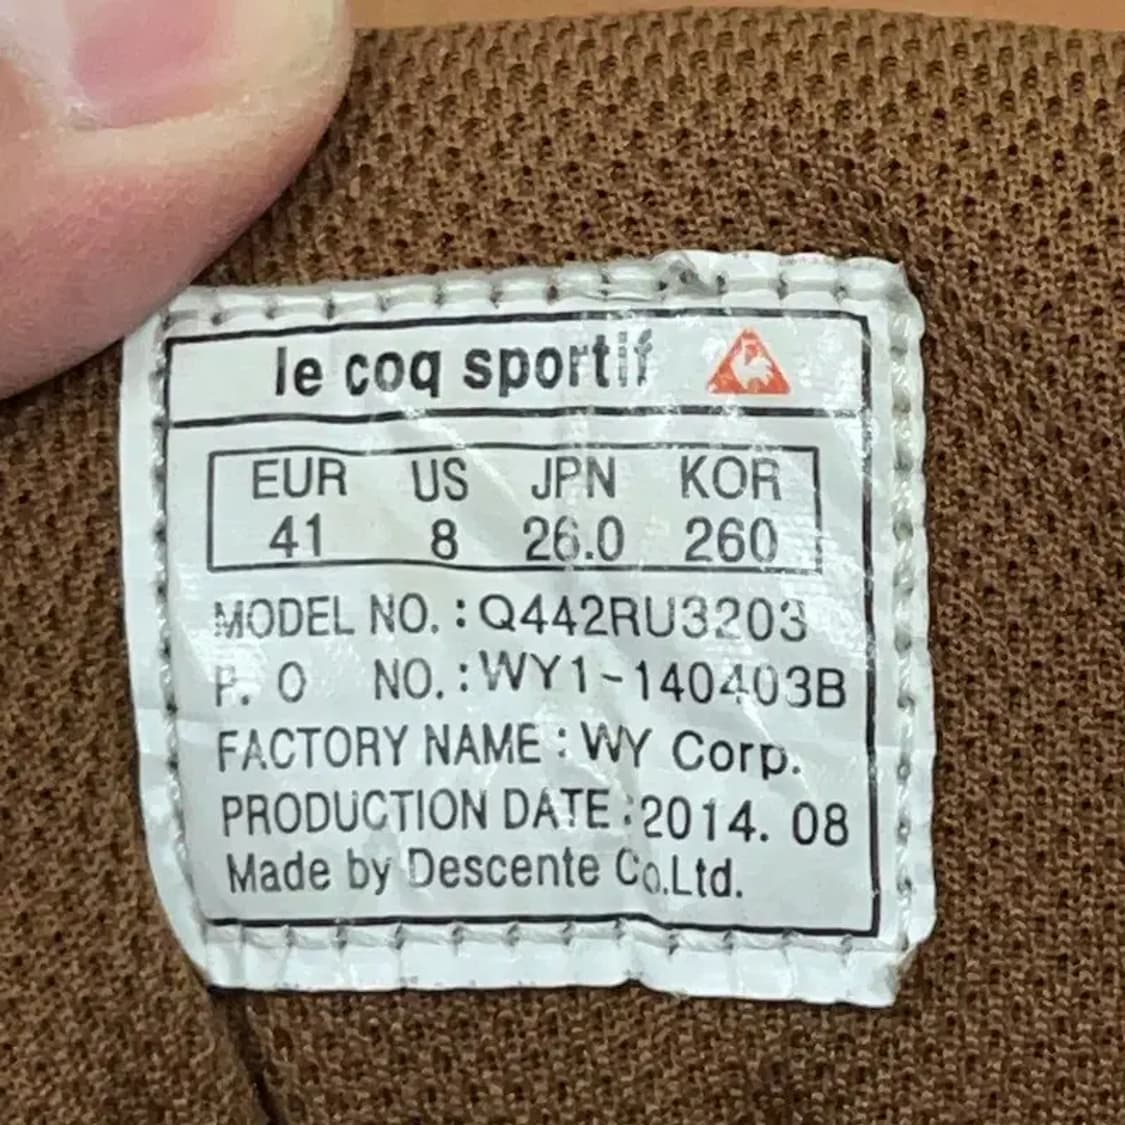 le coq sportif
EUR US JPN KOR
41 8 26.0 260
MODEL NO. : Q442RU3203
P. O NO. : WY1-140403B
FACTORY NAME : WY Corp.
PRODUCTION DATE : 2014. 08
Made by Descente Co.Ltd.